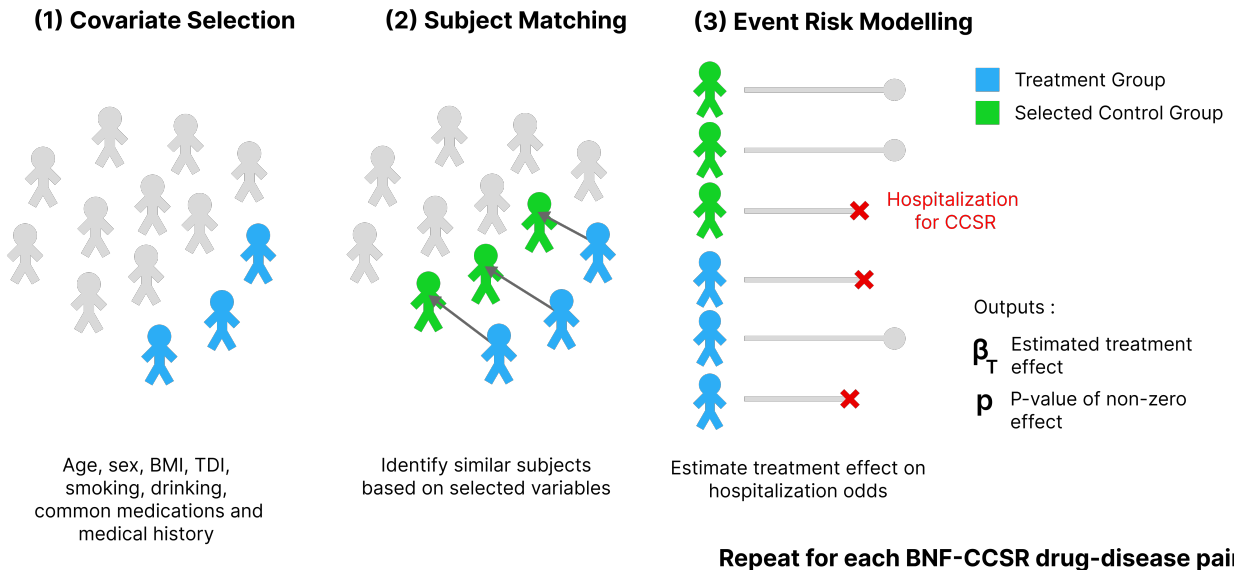 (1) Covariate Selection
(2) Subject Matching
(3) Event Risk Modelling
Treatment Group
Selected Control Group
Hospitalization
for CCSR
Outputs :
βT Estimated treatment
effect
p P-value of non-zero
effect
Age, sex, BMI, TDI,
smoking, drinking,
common medications and
medical history
Identify similar subjects
based on selected variables
Estimate treatment effect on
hospitalization odds
Repeat for each BNF-CCSR drug-disease pair